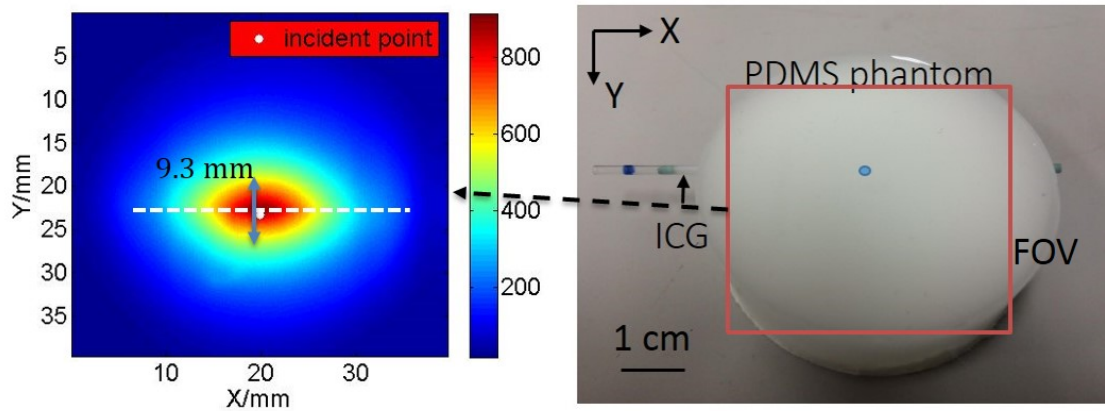 incident point
5
10
15
20
25
30
35
Y/mm
9.3 mm
10
20
30
X/mm
800
600
400
200
X
Y
PDMS phantom
ICG
FOV
1 cm